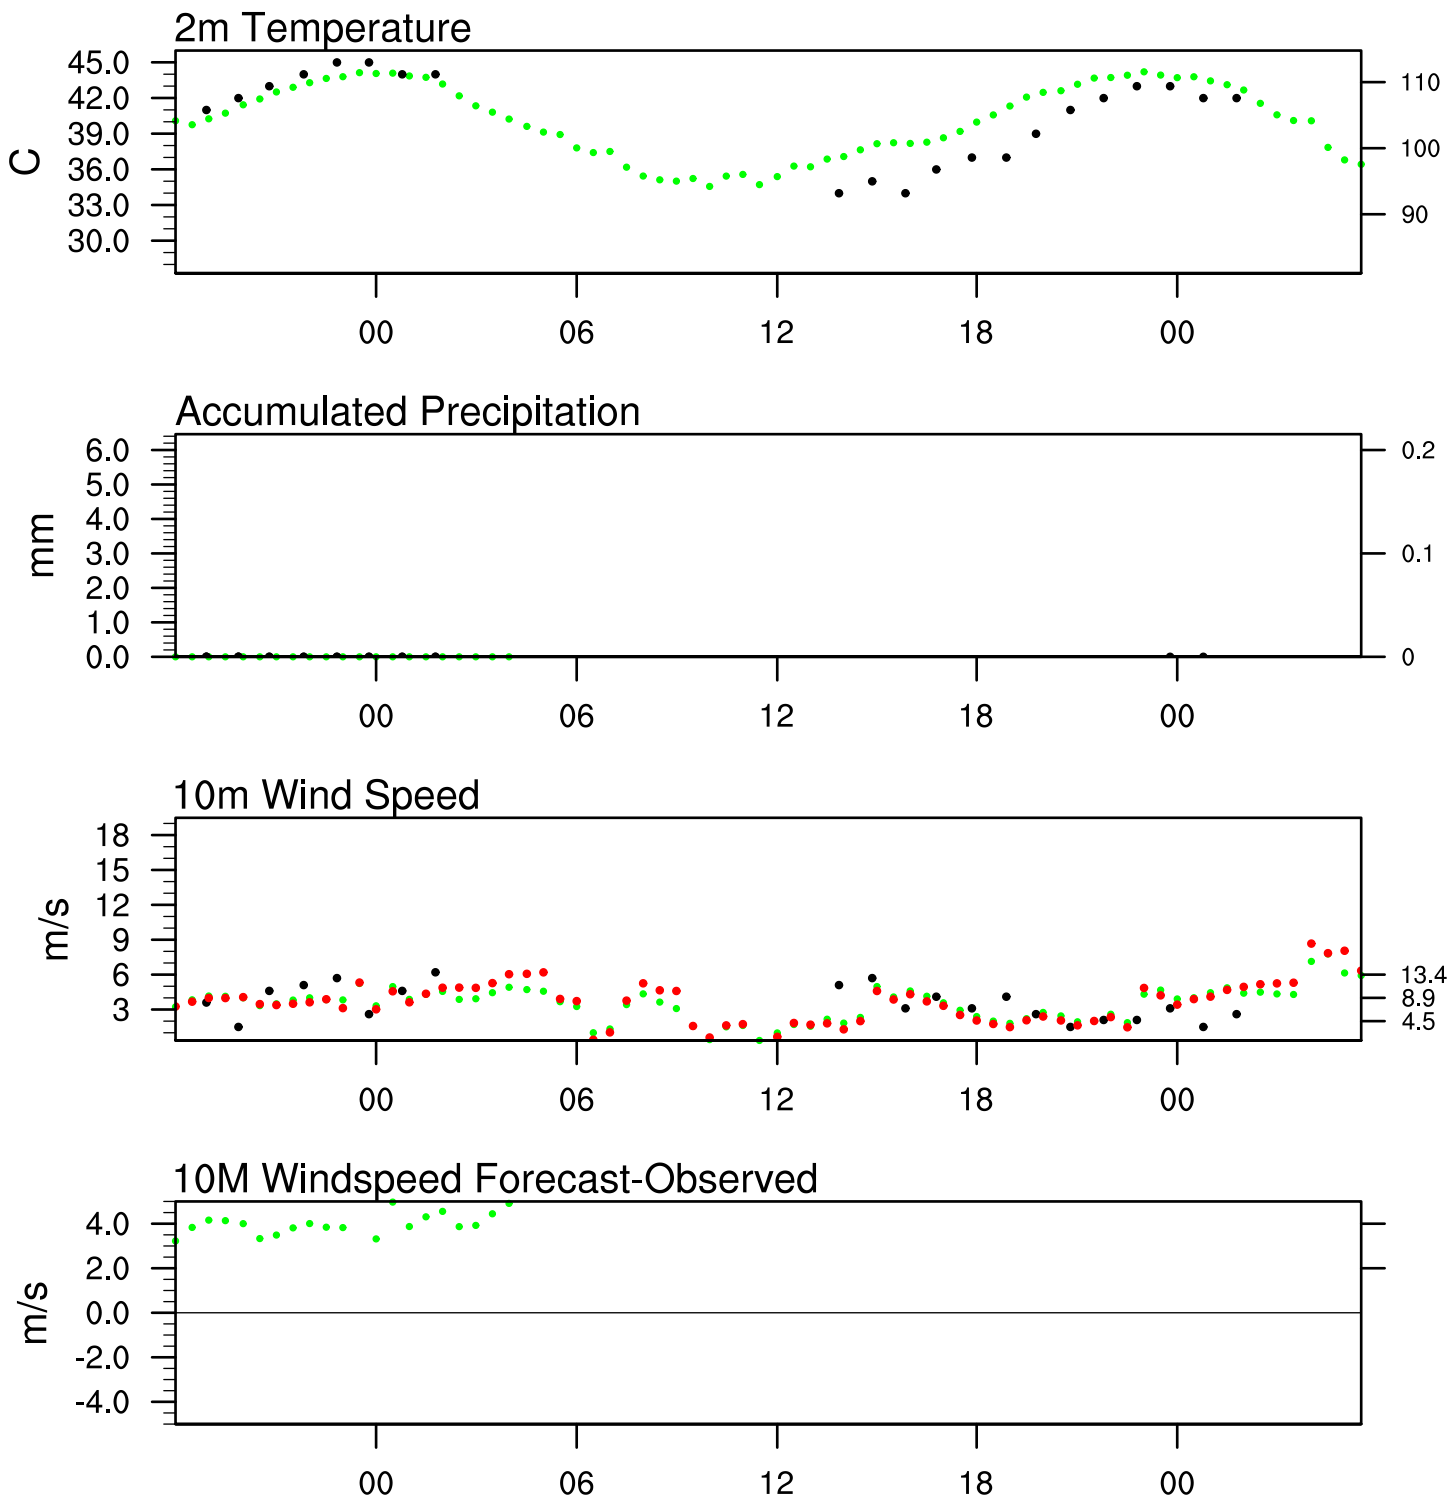 2m Temperature
45.0
42.0
39.0
36.0
33.0
30.0
C
110
100
90
00 06 12 18 00
Accumulated Precipitation
6.0
5.0
4.0
3.0
2.0
1.0
0.0
mm
0.2
0.1
0
00 06 12 18 00
10m Wind Speed
18
15
12
9
6
3
m/s
13.4
8.9
4.5
00 06 12 18 00
10M Windspeed Forecast-Observed
4.0
2.0
0.0
-2.0
-4.0
m/s
00 06 12 18 00